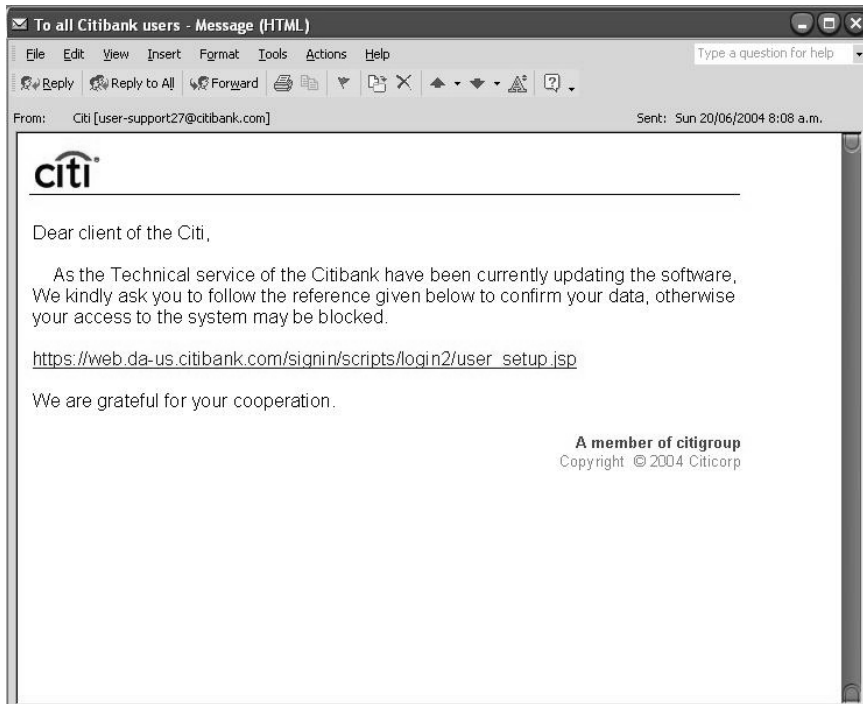 To all Citibank users - Message (HTML)
File Edit View Insert Format Tools Actions Help Type a question for help
Reply Reply to All Forward
From: Citi [user-support27@citibank.com] Sent: Sun 20/06/2004 8:08 a.m.
citi
Dear client of the Citi,
As the Technical service of the Citibank have been currently updating the software,
We kindly ask you to follow the reference given below to confirm your data, otherwise
your access to the system may be blocked.
https://web.da-us.citibank.com/signin/scripts/login2/user_setup.jsp
We are grateful for your cooperation.
A member of citigroup
Copyright © 2004 Citicorp